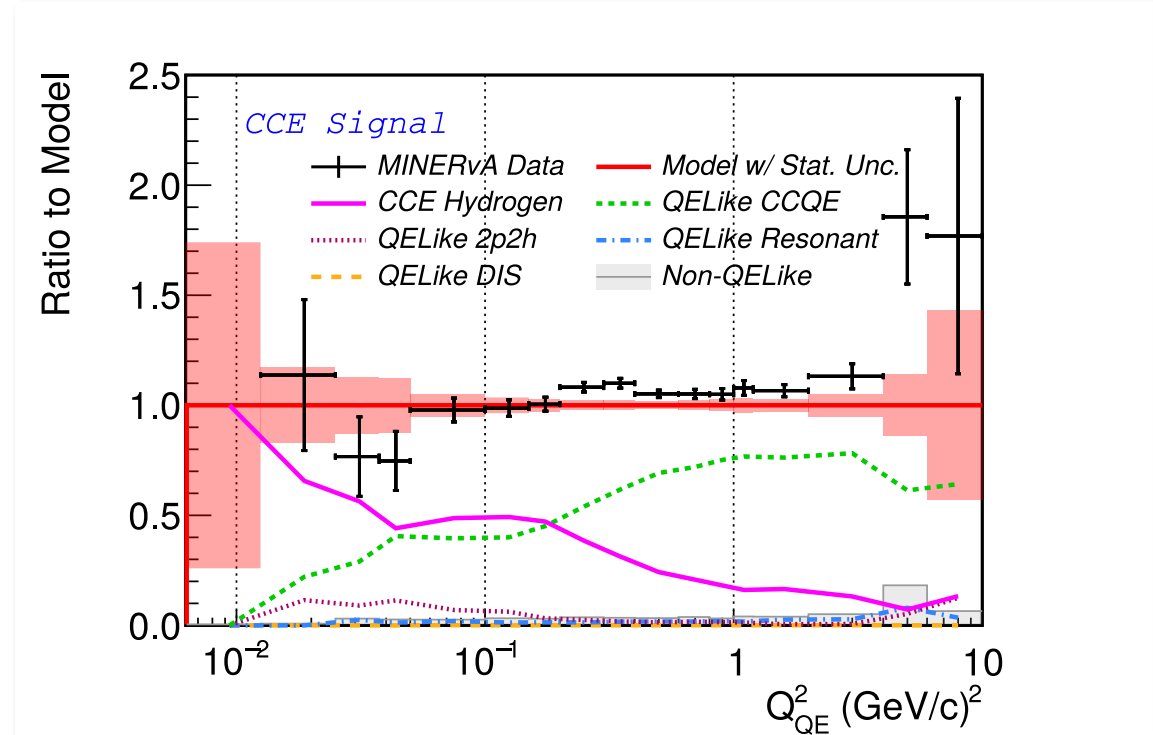 Ratio to Model
2.5
2.0
1.5
1.0
0.5
0.0
CCE Signal
MINERvA Data
Model w/ Stat. Unc.
CCE Hydrogen
QELike CCQE
QELike 2p2h
QELike Resonant
QELike DIS
Non-QELike
10⁻² 10⁻¹ 1 10
Q²_QE (GeV/c)²